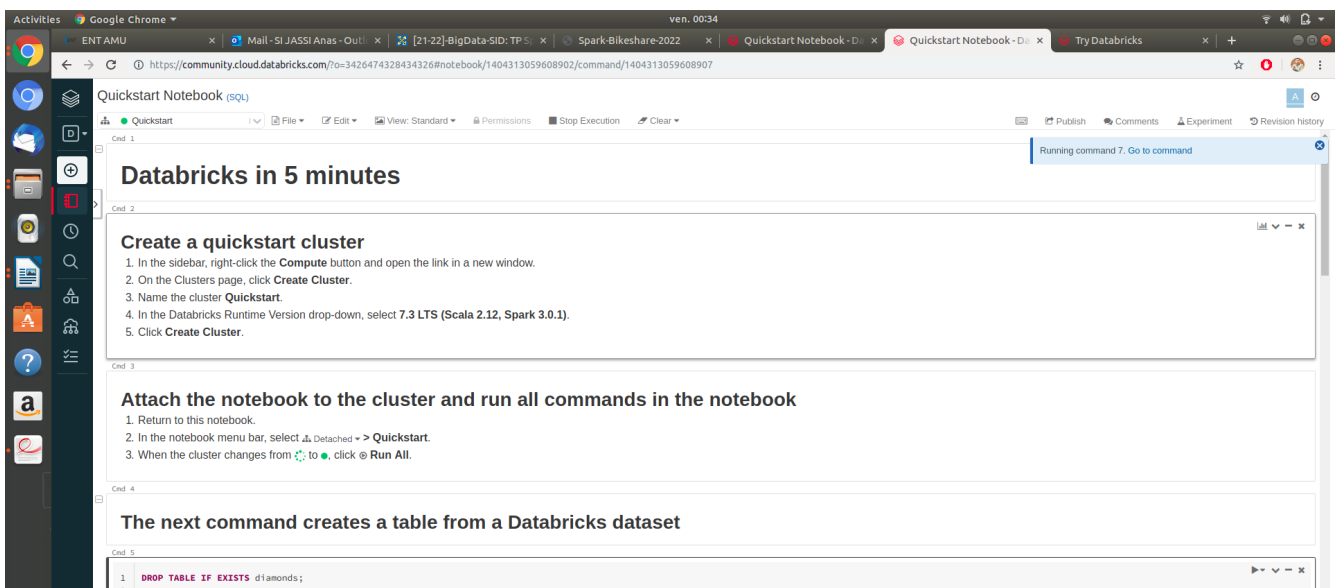 Activities Google Chrome ven. 00:34
ENT AMU Mail - SI JASSI Anas - Outl [21-22]-BigData-SID: TP Sp Spark-Bikeshare-2022 Quickstart Notebook - Da Quickstart Notebook - Da Try Databricks
https://community.cloud.databricks.com/?o=3426474328434326#notebook/1404313059608902/command/1404313059608907
Quickstart Notebook (SQL)
A
D
Quickstart File Edit View: Standard Permissions Stop Execution Clear Publish Comments Experiment Revision history
Cmd 1
Running command 7. Go to command
Databricks in 5 minutes
Cmd 2
Create a quickstart cluster
1. In the sidebar, right-click the Compute button and open the link in a new window.
2. On the Clusters page, click Create Cluster.
3. Name the cluster Quickstart.
4. In the Databricks Runtime Version drop-down, select 7.3 LTS (Scala 2.12, Spark 3.0.1).
5. Click Create Cluster.
Cmd 3
Attach the notebook to the cluster and run all commands in the notebook
1. Return to this notebook.
2. In the notebook menu bar, select Detached > Quickstart.
3. When the cluster changes from to , click Run All.
Cmd 4
The next command creates a table from a Databricks dataset
Cmd 5
1 DROP TABLE IF EXISTS diamonds;